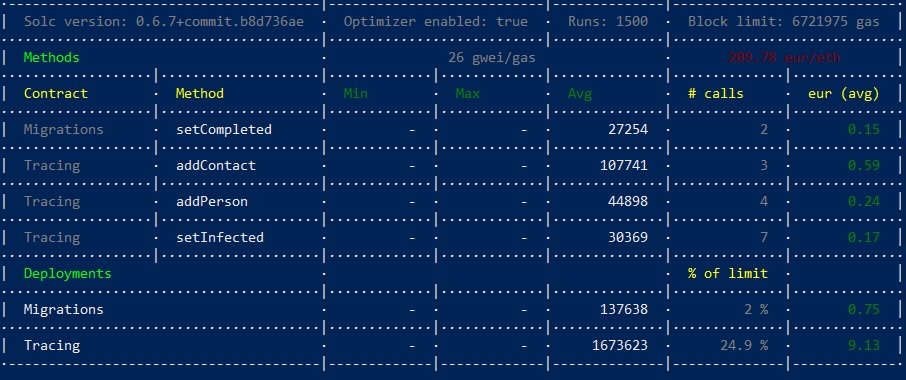 Solc version: 0.6.7+commit.b8d736ae · Optimizer enabled: true · Runs: 1500 · Block limit: 6721975 gas
Methods · 26 gwei/gas · 209.78 eur/eth
Contract · Method · Min · Max · Avg · # calls · eur (avg)
Migrations · setCompleted · - · - · 27254 · 2 · 0.15
Tracing · addContact · - · - · 107741 · 3 · 0.59
Tracing · addPerson · - · - · 44898 · 4 · 0.24
Tracing · setInfected · - · - · 30369 · 7 · 0.17
Deployments · · % of limit ·
Migrations · - · - · 137638 · 2 % · 0.75
Tracing · - · - · 1673623 · 24.9 % · 9.13